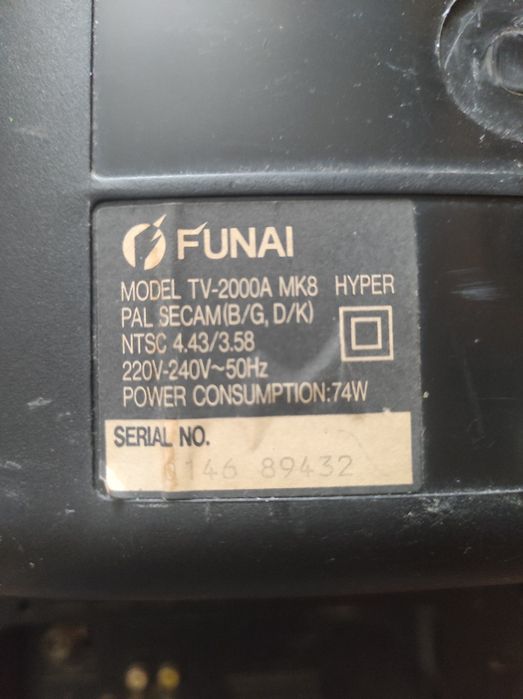 FUNAI
MODEL TV-2000A MK8 HYPER
PAL SECAM(B/G, D/K)
NTSC 4.43/3.58
220V-240V~50Hz
POWER CONSUMPTION:74W
SERIAL NO.
89432